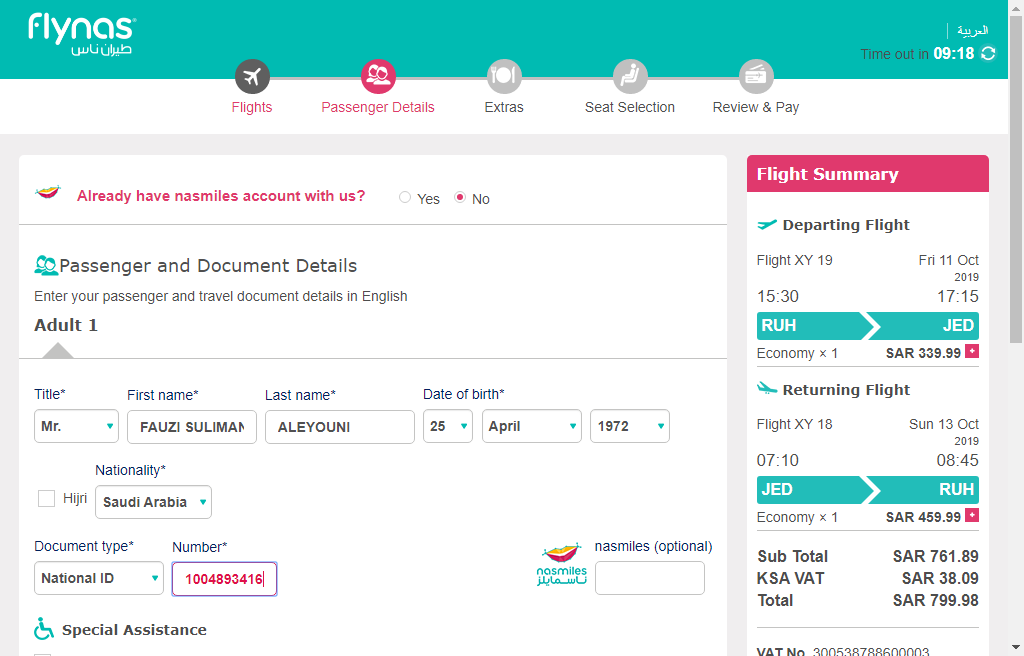 flynas
طيران ناس
العربية
Time out in 09:18
Flights
Passenger Details
Extras
Seat Selection
Review & Pay
Already have nasmiles account with us?
Yes
No
Passenger and Document Details
Enter your passenger and travel document details in English
Adult 1
Title*
First name*
Last name*
Date of birth*
Mr.
FAUZI SULIMAN
ALEYOUNI
25
April
1972
Nationality*
Hijri
Saudi Arabia
Document type*
Number*
nasmiles (optional)
National ID
1004893416
nasmiles
ناسمايلز
Special Assistance
Flight Summary
Departing Flight
Flight XY 19
Fri 11 Oct
2019
15:30
17:15
RUH
JED
Economy × 1
SAR 339.99 +
Returning Flight
Flight XY 18
Sun 13 Oct
2019
07:10
08:45
JED
RUH
Economy × 1
SAR 459.99 +
Sub Total
SAR 761.89
KSA VAT
SAR 38.09
Total
SAR 799.98
VAT No. 300538788600003